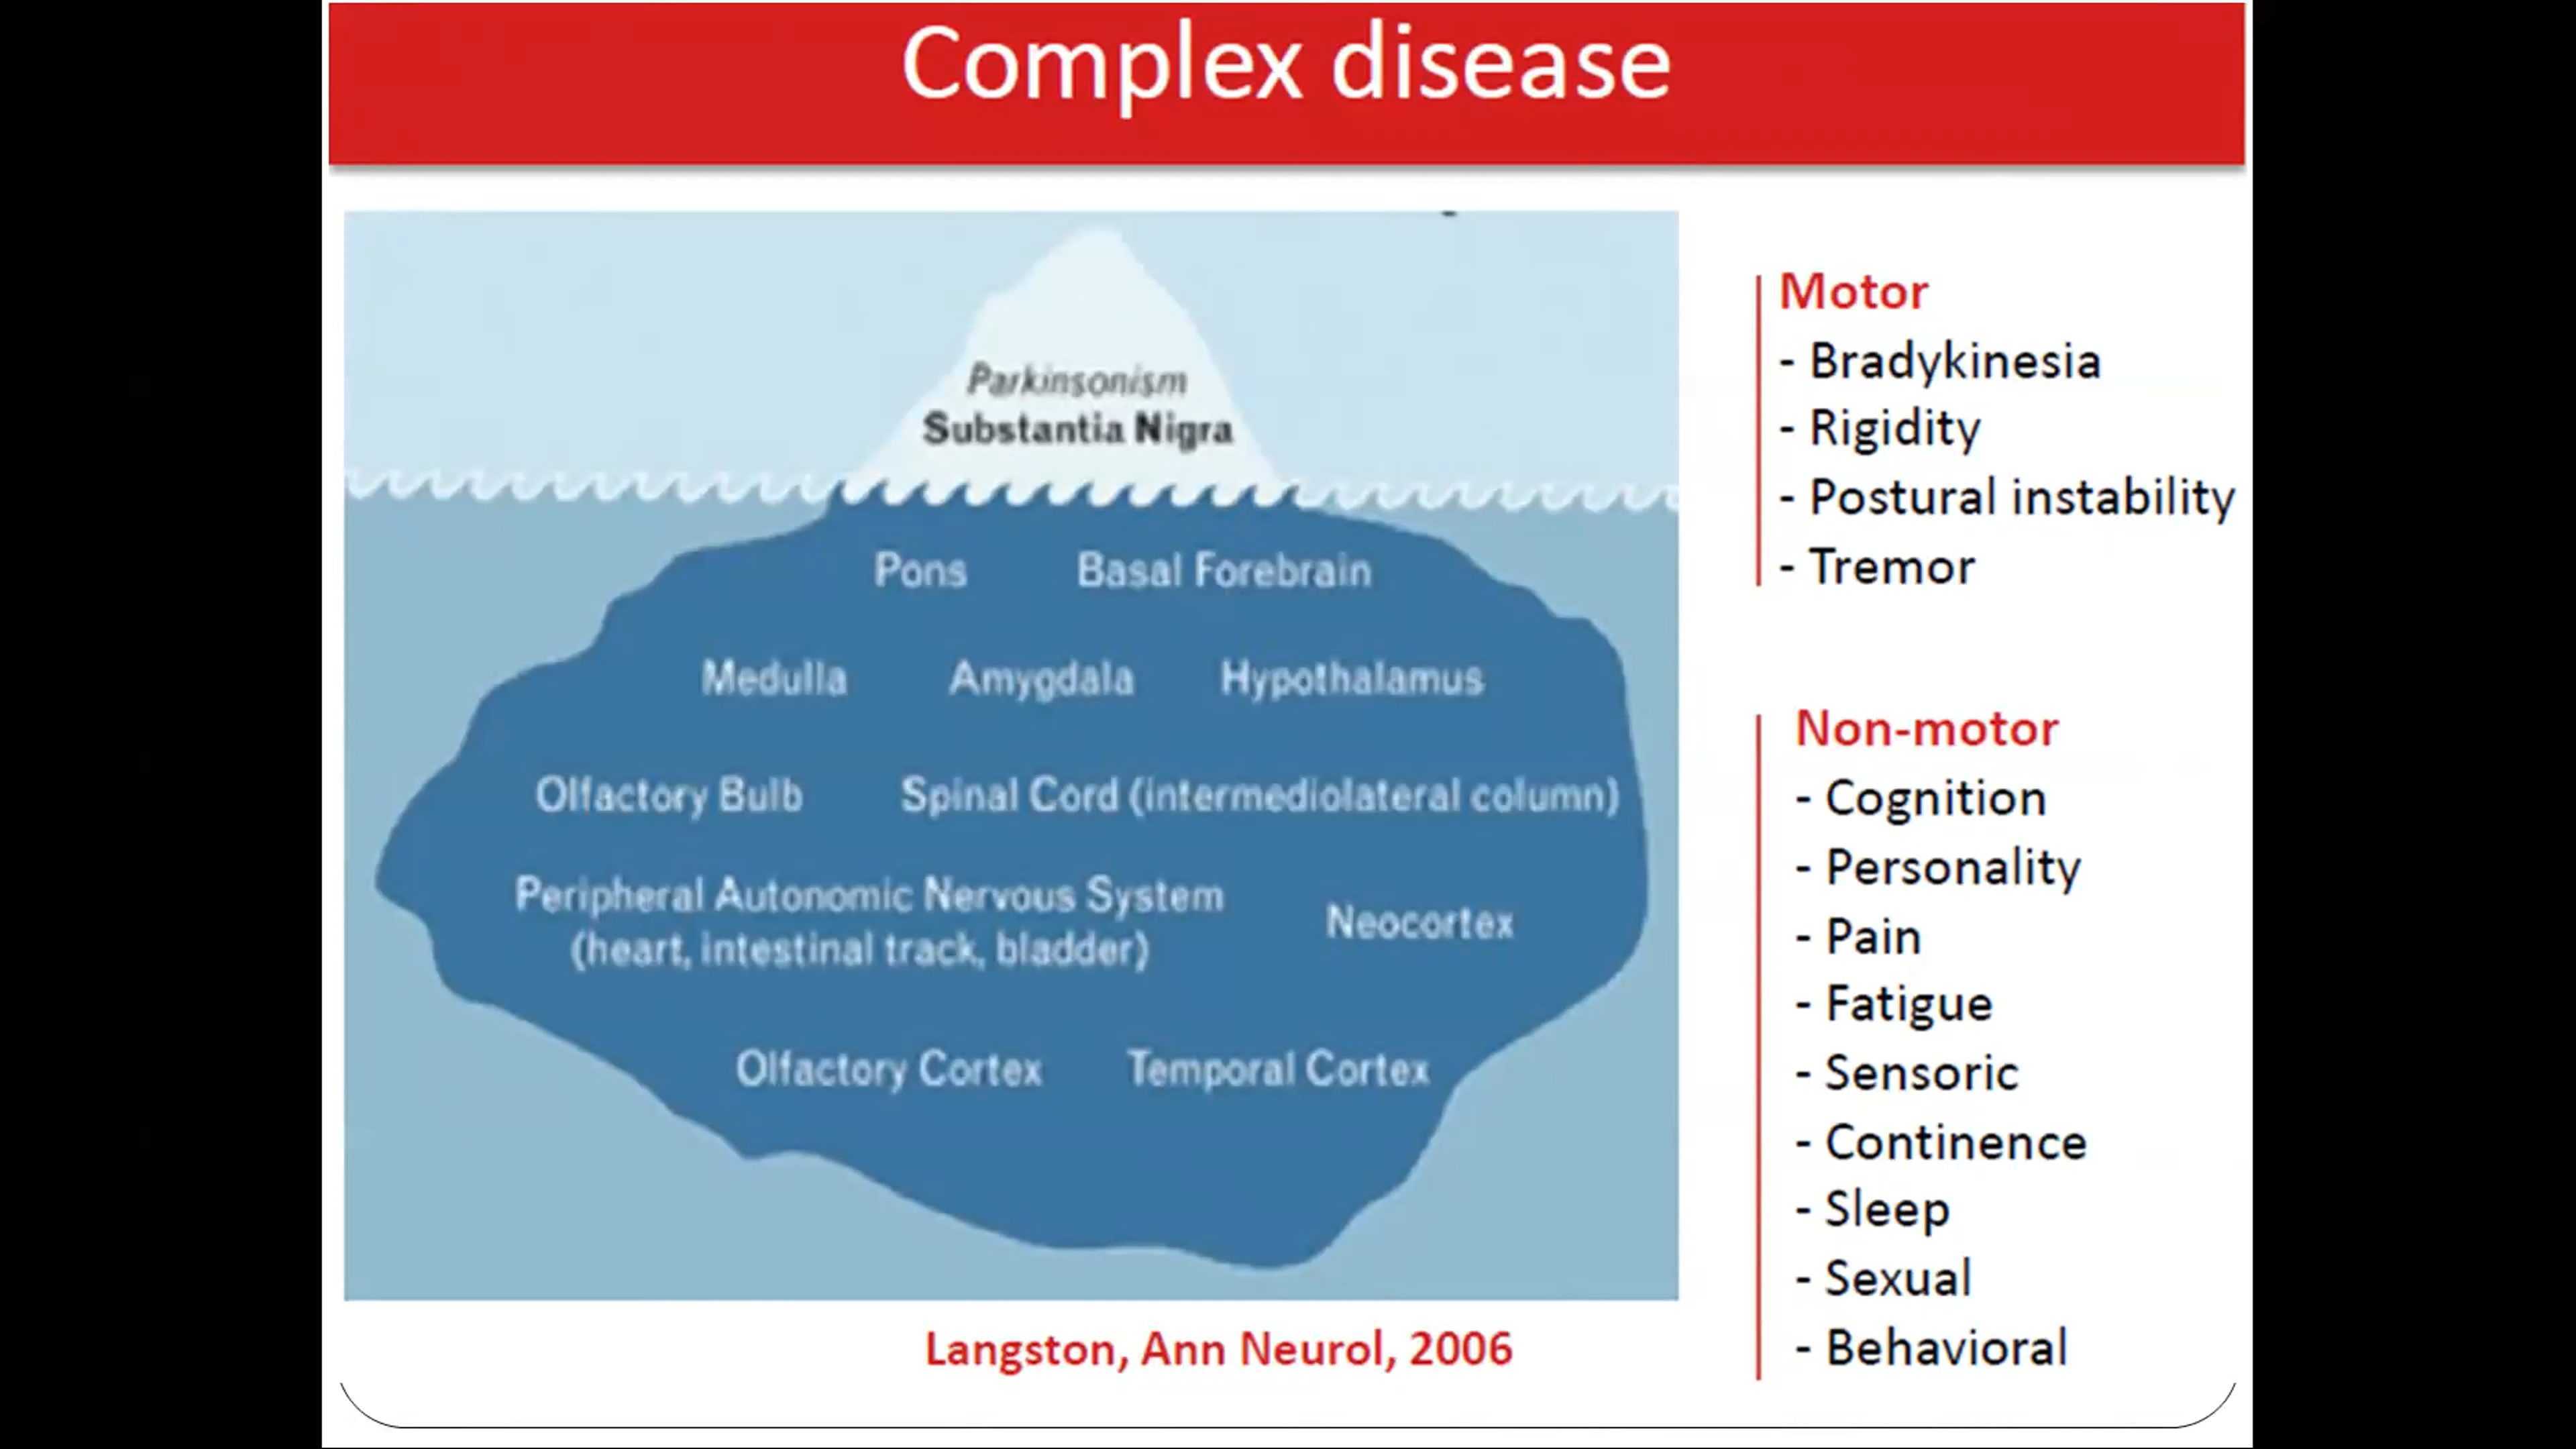 Complex disease
Parkinsonism
Substantia Nigra
Pons Basal Forebrain
Medulla Amygdala Hypothalamus
Olfactory Bulb Spinal Cord (intermediolateral column)
Peripheral Autonomic Nervous System
(heart, intestinal track, bladder)
Neocortex
Olfactory Cortex Temporal Cortex
Langston, Ann Neurol, 2006
Motor
- Bradykinesia
- Rigidity
- Postural instability
- Tremor
Non-motor
- Cognition
- Personality
- Pain
- Fatigue
- Sensoric
- Continence
- Sleep
- Sexual
- Behavioral